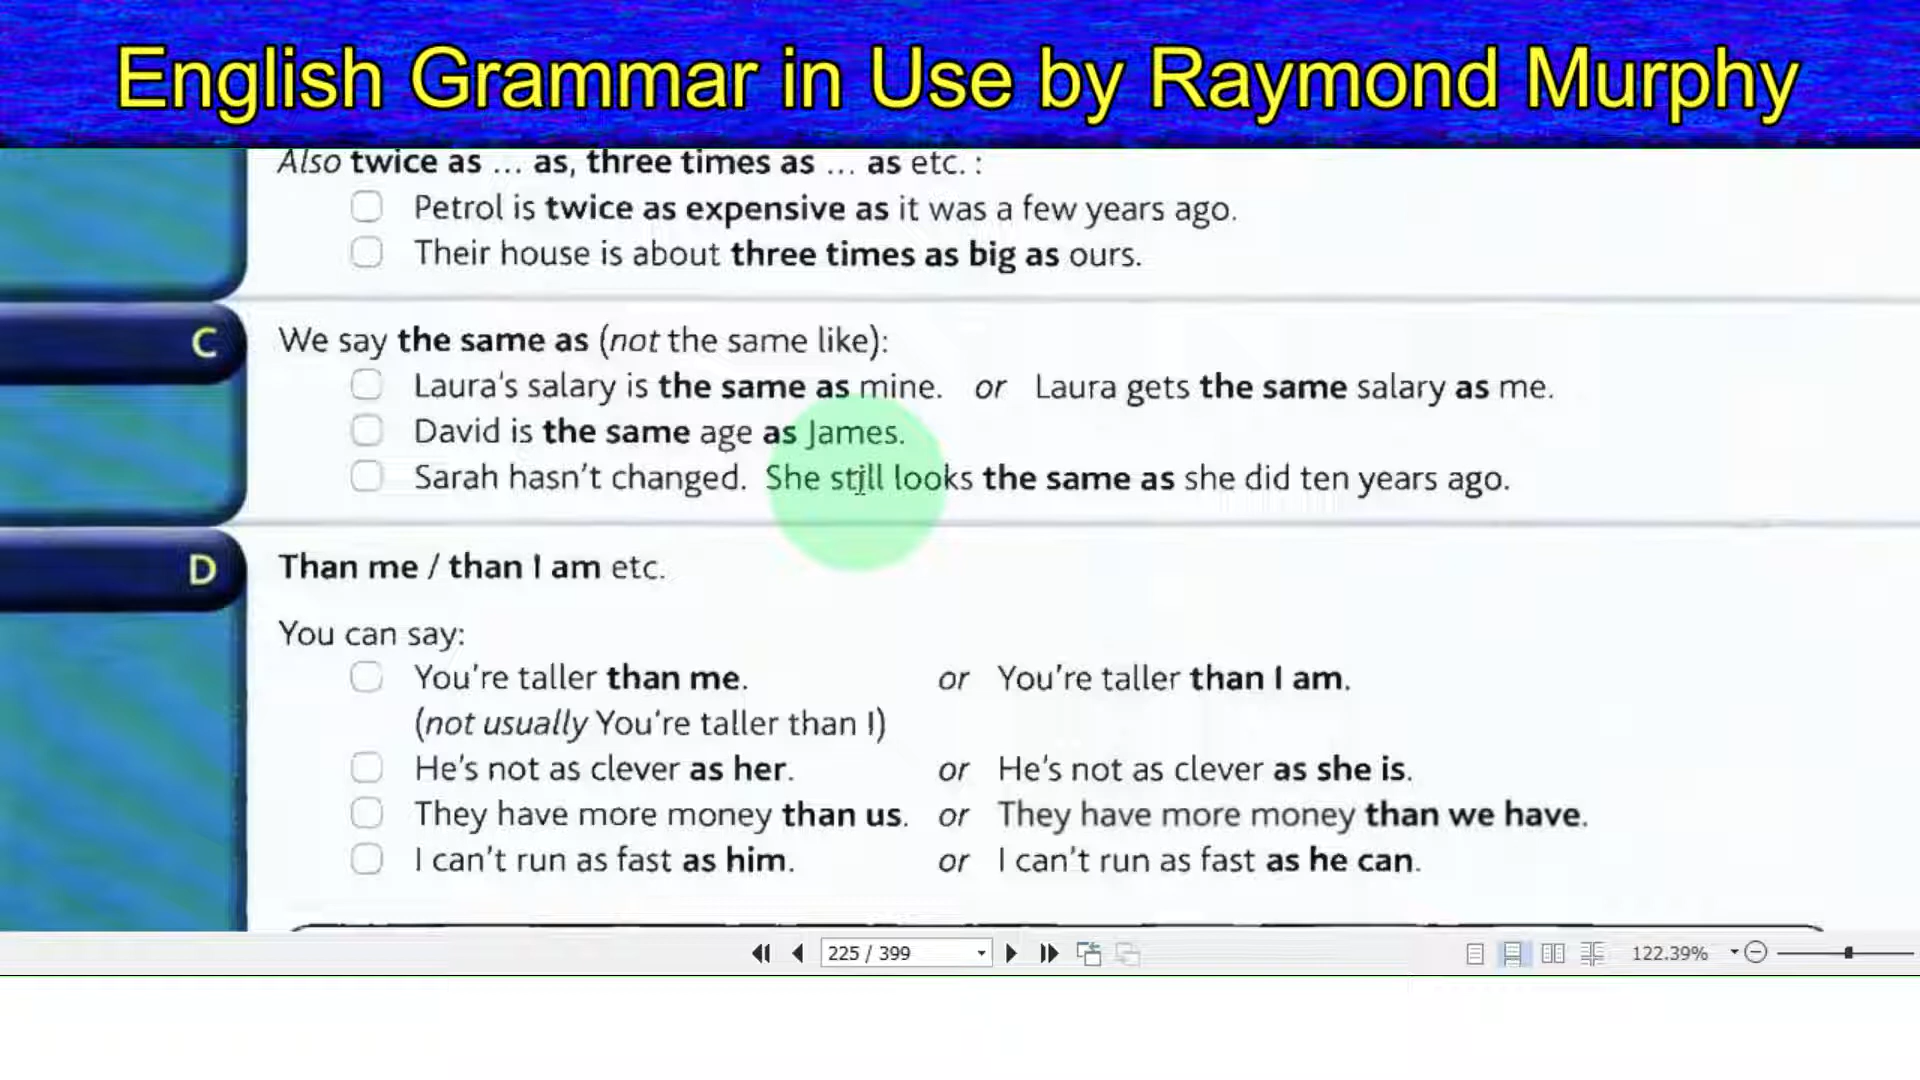 English Grammar in Use by Raymond Murphy
Also twice as ... as, three times as ... as etc. :
Petrol is twice as expensive as it was a few years ago.
Their house is about three times as big as ours.
C
We say the same as (not the same like):
Laura's salary is the same as mine. or Laura gets the same salary as me.
David is the same age as James.
Sarah hasn't changed. She still looks the same as she did ten years ago.
D
Than me / than I am etc.
You can say:
You're taller than me. or You're taller than I am.
(not usually You're taller than I)
He's not as clever as her. or He's not as clever as she is.
They have more money than us. or They have more money than we have.
I can't run as fast as him. or I can't run as fast as he can.
225 / 399
122.39%